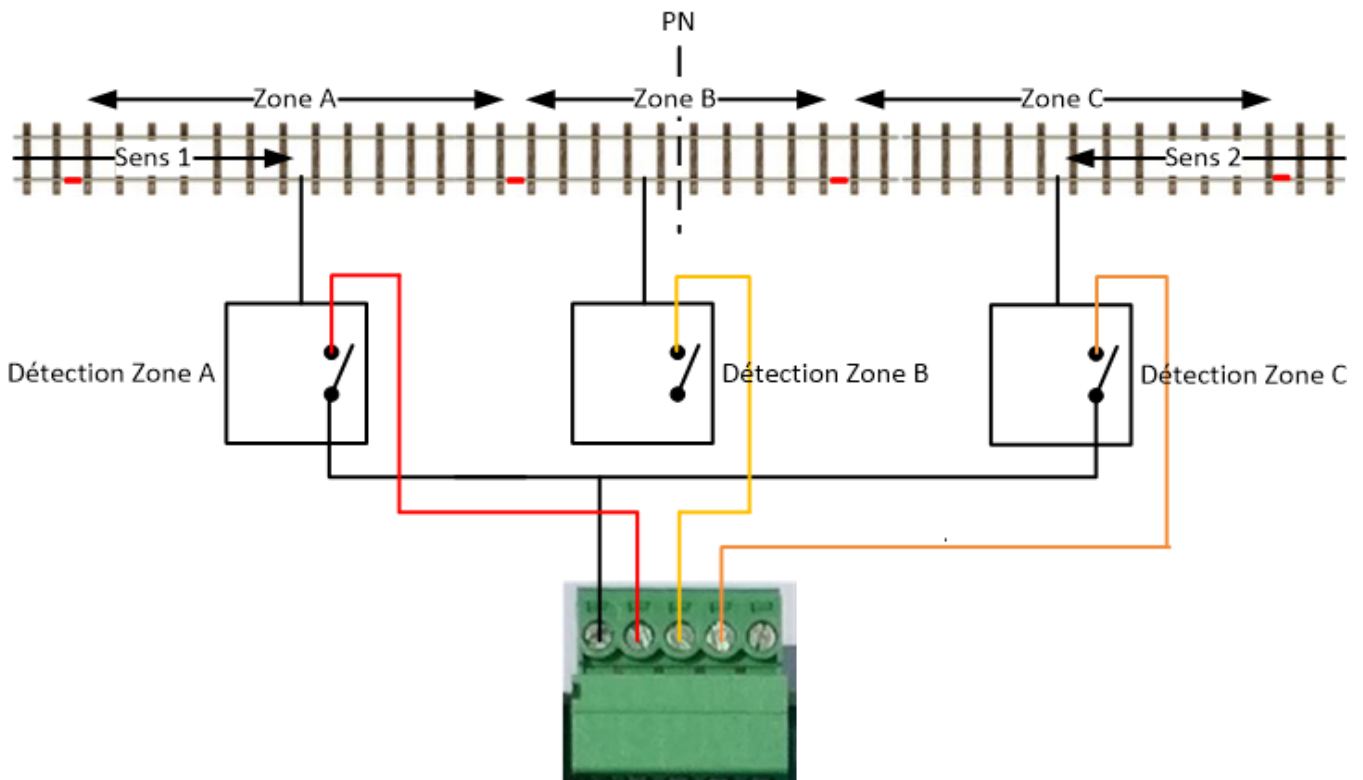 PN
Zone A
Zone B
Zone C
Sens 1
Sens 2
Détection Zone A
Détection Zone B
Détection Zone C